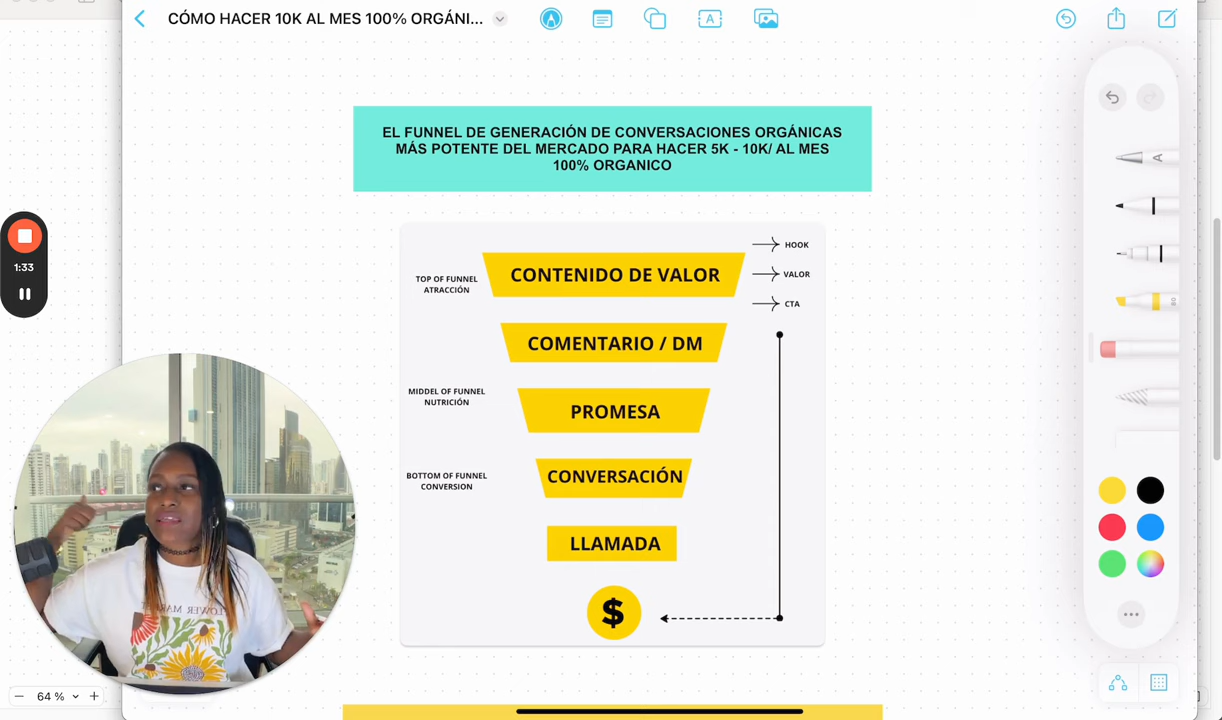 CÓMO HACER 10K AL MES 100% ORGÁNI...
A
EL FUNNEL DE GENERACIÓN DE CONVERSACIONES ORGÁNICAS
MÁS POTENTE DEL MERCADO PARA HACER 5K - 10K/ AL MES
100% ORGANICO
HOOK
VALOR
CTA
TOP OF FUNNEL
ATRACCIÓN
CONTENIDO DE VALOR
COMENTARIO / DM
MIDDEL OF FUNNEL
NUTRICIÓN
PROMESA
BOTTOM OF FUNNEL
CONVERSION
CONVERSACIÓN
LLAMADA
$
1:33
A
80
64 %